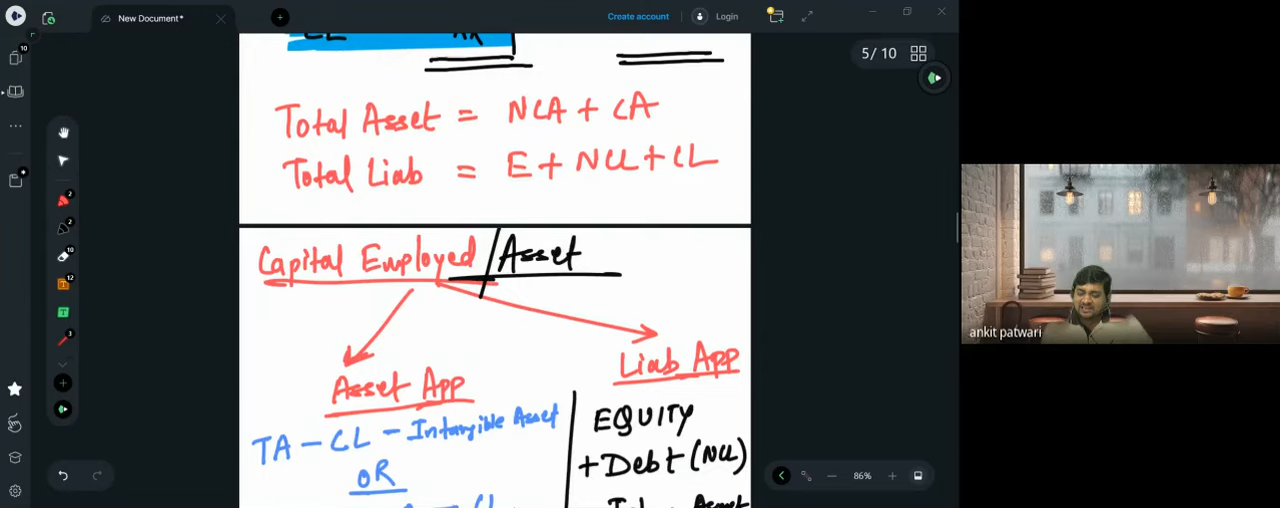 New Document*
Create account
Login
5/10
CL
Total Asset = NCA + CA
Total Liab = E + NCL + CL
Capital Employed / Asset
Asset App
Liab App
TA - CL - Intangible Asset
OR
EQUITY
+ Debt (NCL)
ankit patwari
86%